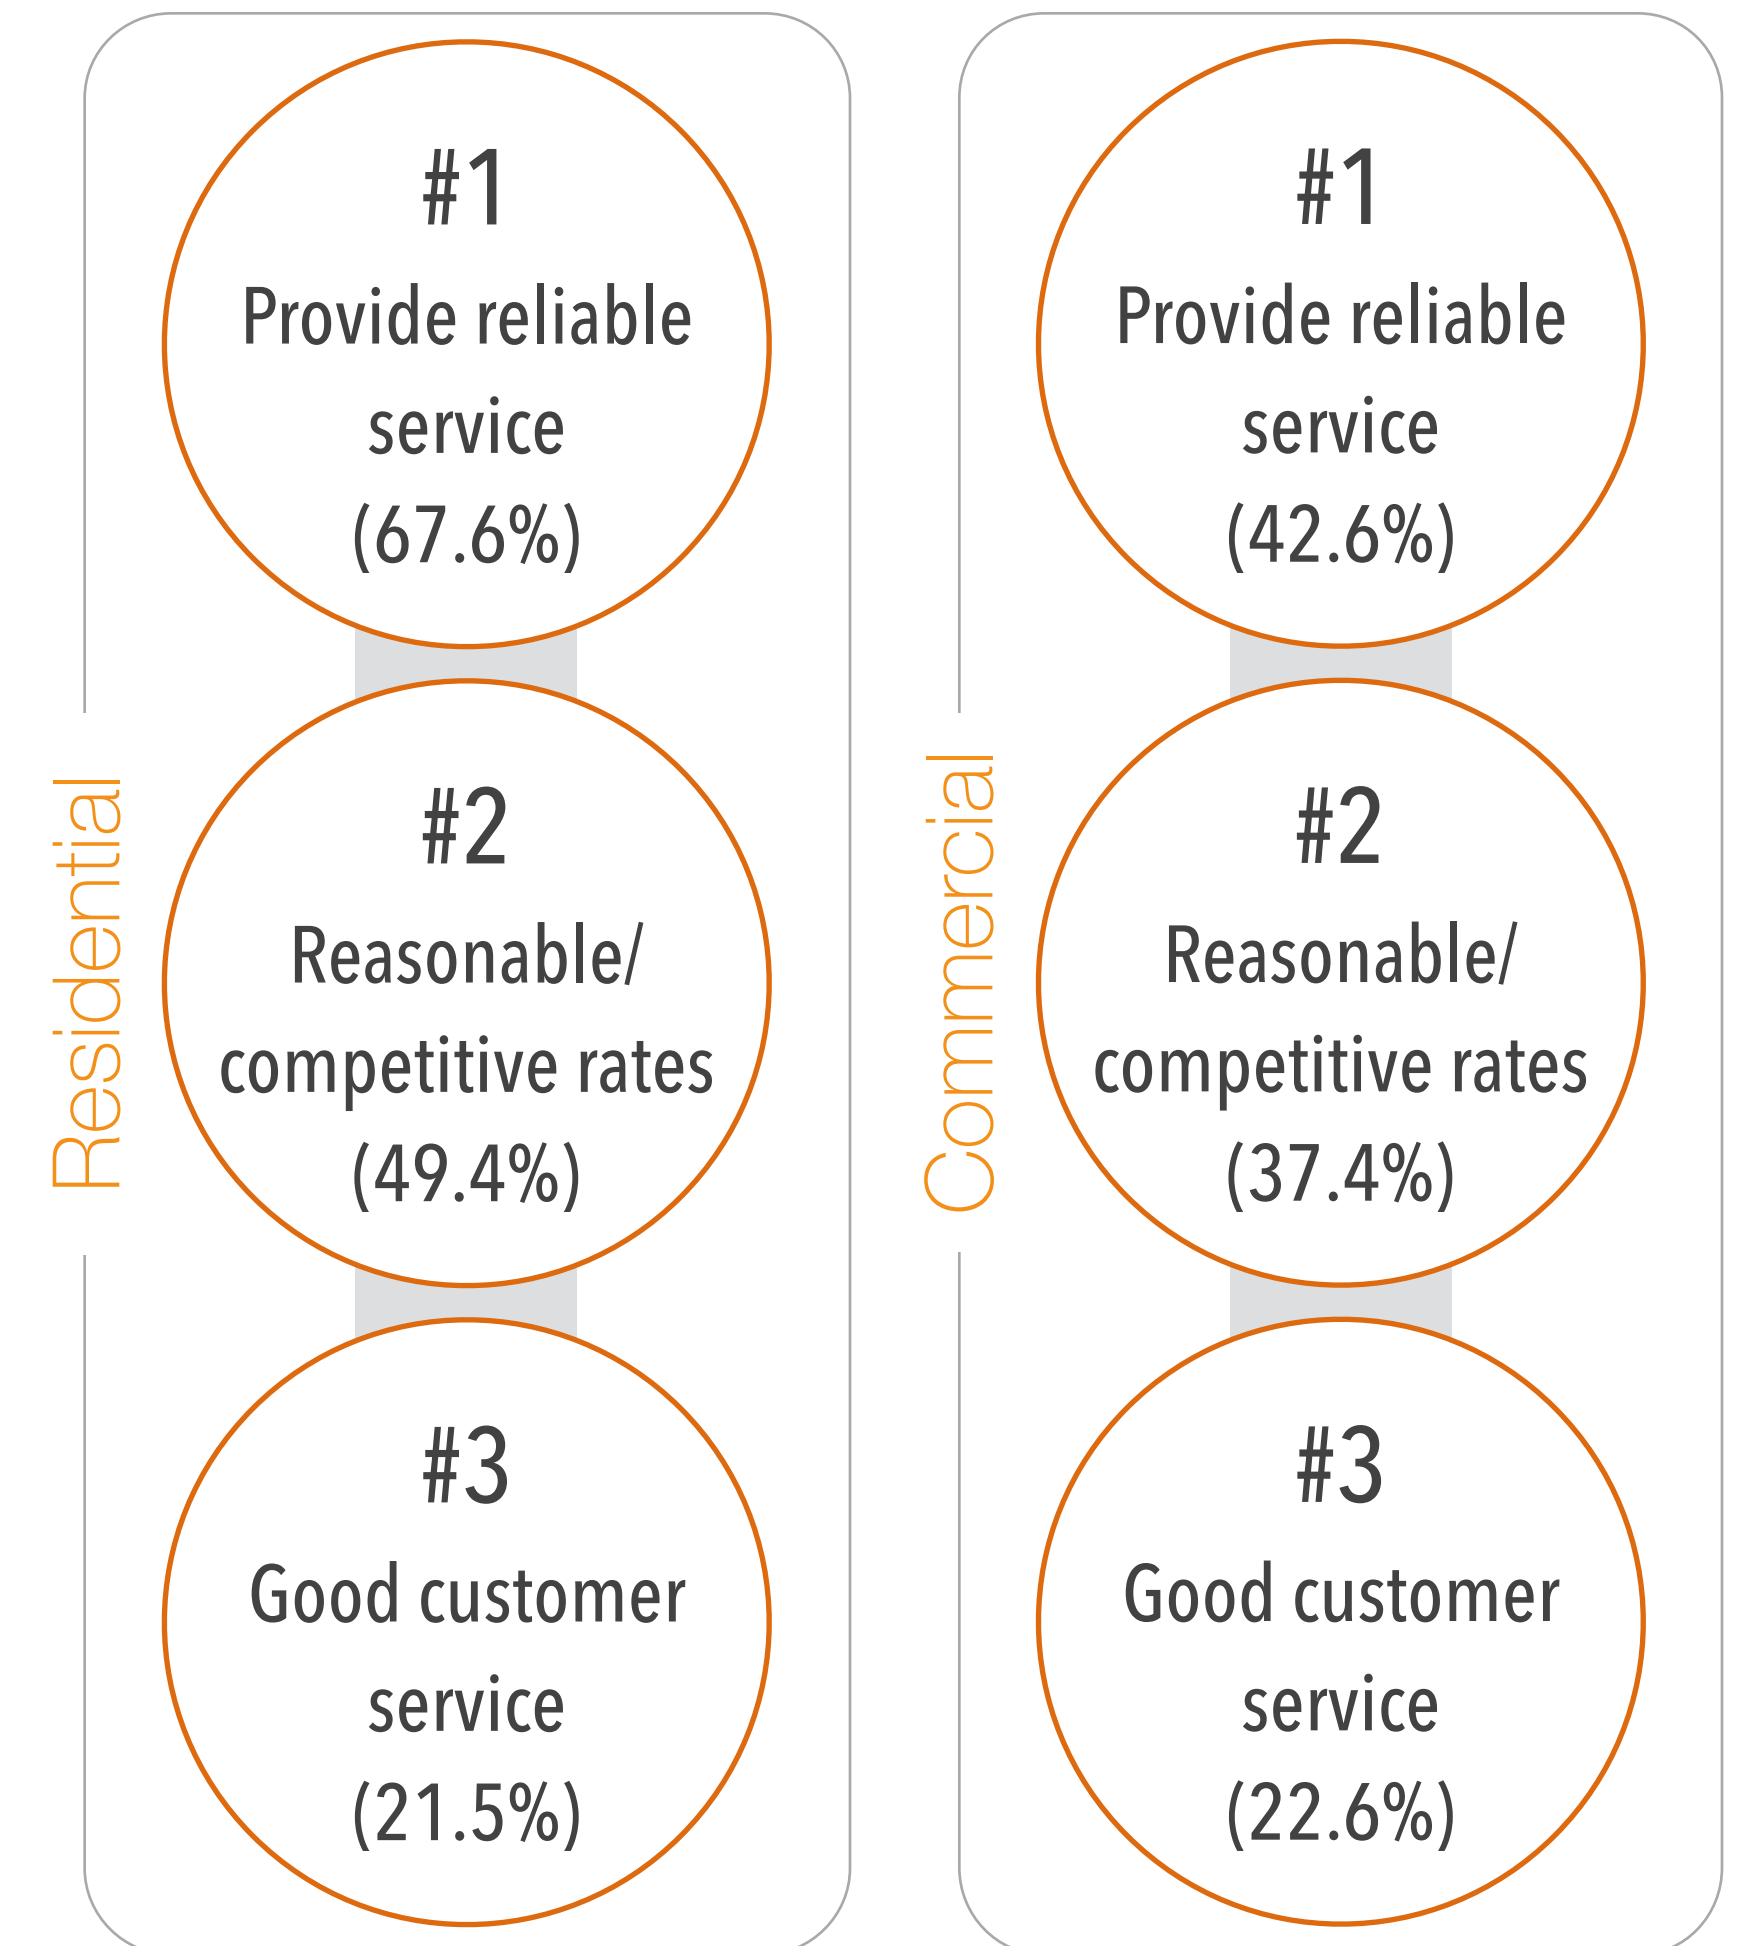 Residential
#1
Provide reliable
service
(67.6%)
#2
Reasonable/
competitive rates
(49.4%)
#3
Good customer
service
(21.5%)
Commercial
#1
Provide reliable
service
(42.6%)
#2
Reasonable/
competitive rates
(37.4%)
#3
Good customer
service
(22.6%)